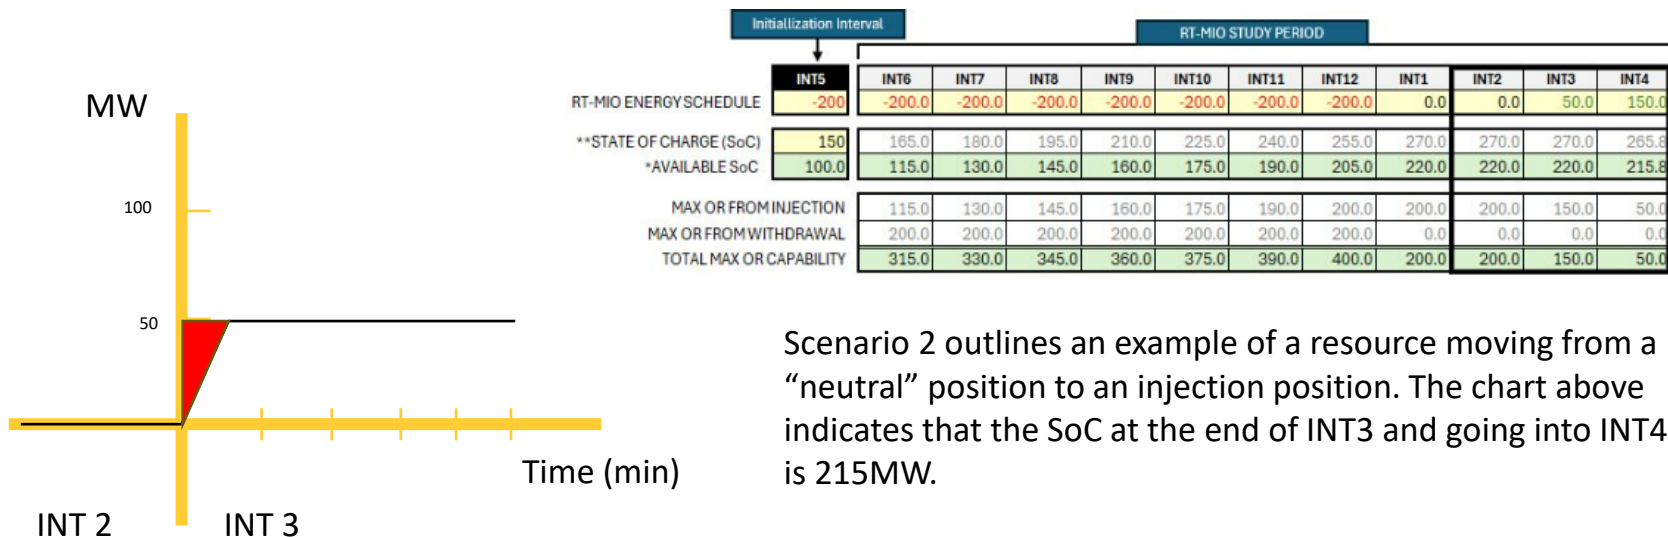 Initiallization Interval
RT-MIO STUDY PERIOD
INT5 INT6 INT7 INT8 INT9 INT10 INT11 INT12 INT1 INT2 INT3 INT4
RT-MIO ENERGY SCHEDULE -200 -200.0 -200.0 -200.0 -200.0 -200.0 -200.0 -200.0 0.0 0.0 50.0 150.0
**STATE OF CHARGE (SoC) 150 165.0 180.0 195.0 210.0 225.0 240.0 255.0 270.0 270.0 270.0 265.8
*AVAILABLE SoC 100.0 115.0 130.0 145.0 160.0 175.0 190.0 205.0 220.0 220.0 220.0 215.8
MAX OR FROM INJECTION 115.0 130.0 145.0 160.0 175.0 190.0 200.0 200.0 200.0 150.0 50.0
MAX OR FROM WITHDRAWAL 200.0 200.0 200.0 200.0 200.0 200.0 200.0 0.0 0.0 0.0 0.0
TOTAL MAX OR CAPABILITY 315.0 330.0 345.0 360.0 375.0 390.0 400.0 200.0 200.0 150.0 50.0
MW
100
50
Time (min)
INT 2 INT 3
Scenario 2 outlines an example of a resource moving from a
“neutral” position to an injection position. The chart above
indicates that the SoC at the end of INT3 and going into INT4
is 215MW.